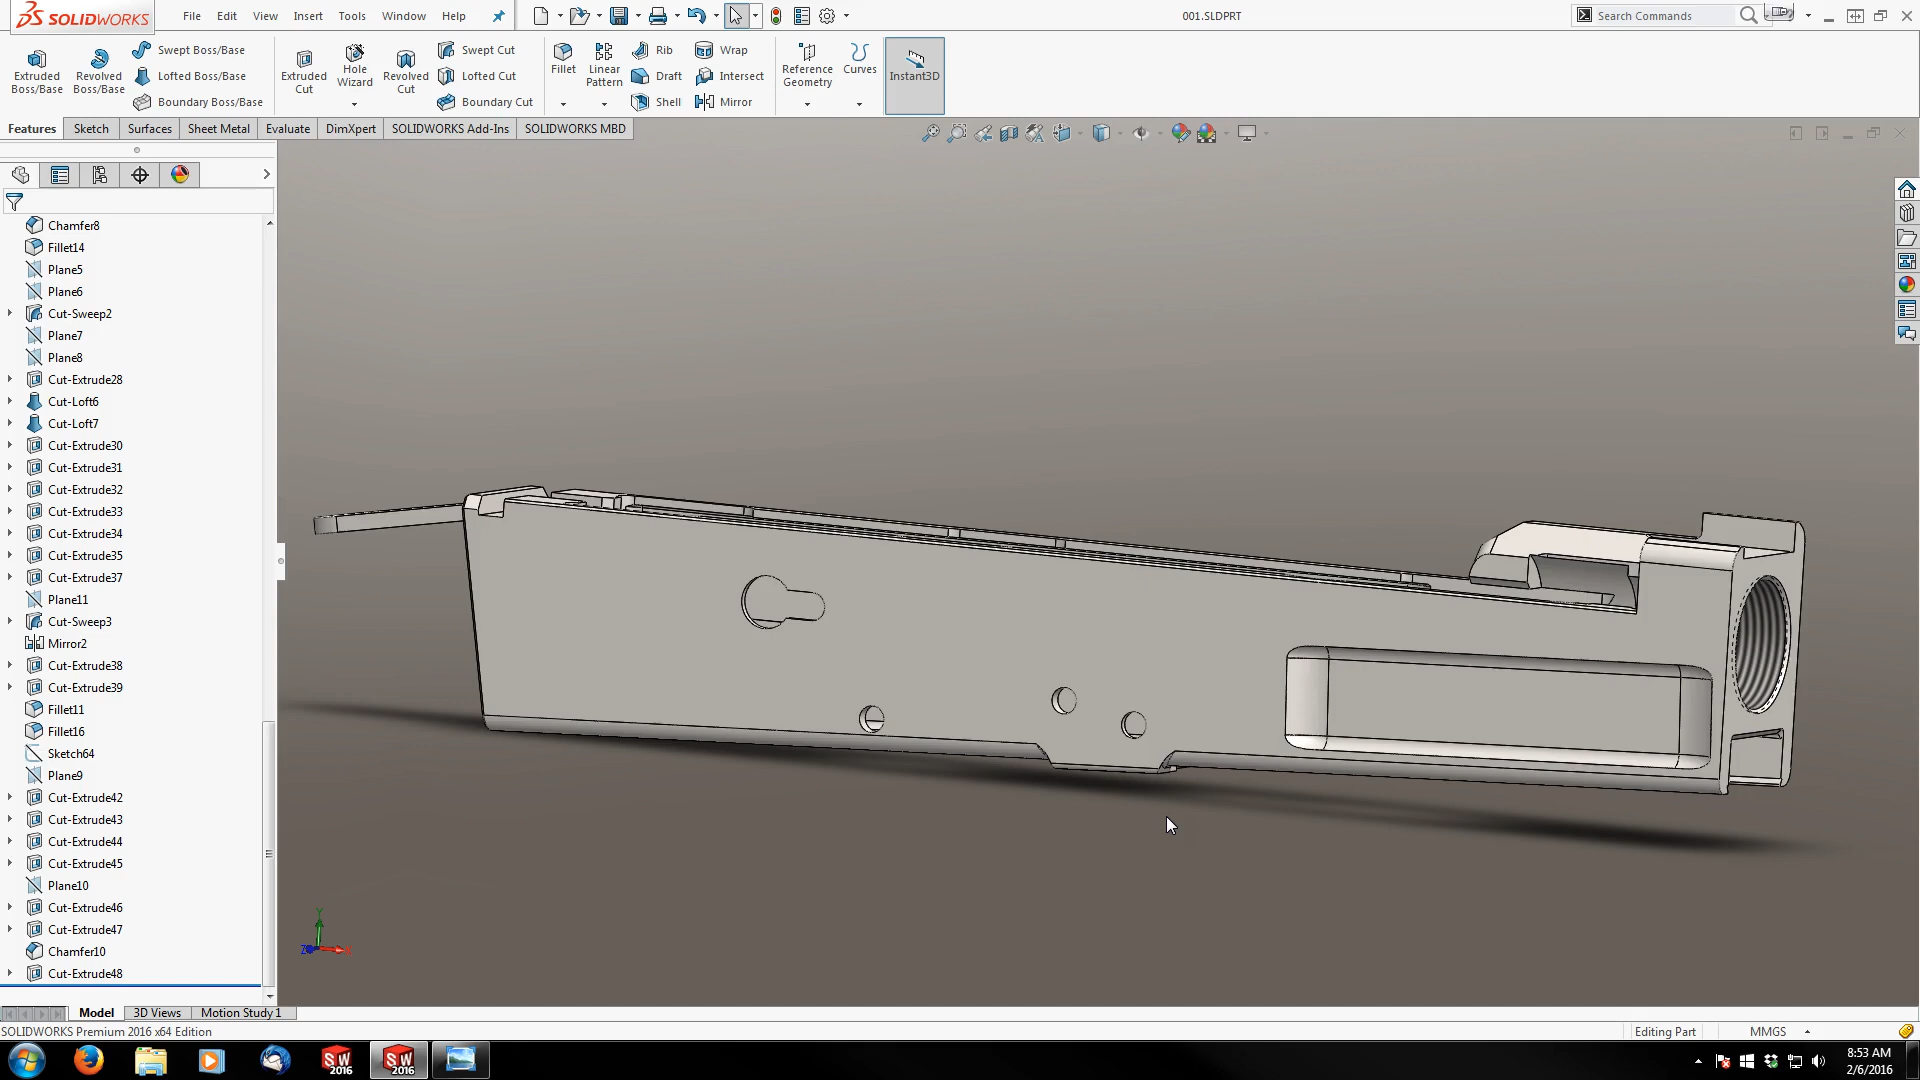 SOLIDWORKS
File Edit View Insert Tools Window Help
001.SLDPRT
Search Commands
Extruded Boss/Base
Revolved Boss/Base
Swept Boss/Base
Lofted Boss/Base
Boundary Boss/Base
Extruded Cut
Hole Wizard
Revolved Cut
Swept Cut
Lofted Cut
Boundary Cut
Fillet
Linear Pattern
Rib
Draft
Shell
Wrap
Intersect
Mirror
Reference Geometry
Curves
Instant3D
Features Sketch Surfaces Sheet Metal Evaluate DimXpert SOLIDWORKS Add-Ins SOLIDWORKS MBD
Chamfer8
Fillet14
Plane5
Plane6
Cut-Sweep2
Plane7
Plane8
Cut-Extrude28
Cut-Loft6
Cut-Loft7
Cut-Extrude30
Cut-Extrude31
Cut-Extrude32
Cut-Extrude33
Cut-Extrude34
Cut-Extrude35
Cut-Extrude37
Plane11
Cut-Sweep3
Mirror2
Cut-Extrude38
Cut-Extrude39
Fillet11
Fillet16
Sketch64
Plane9
Cut-Extrude42
Cut-Extrude43
Cut-Extrude44
Cut-Extrude45
Plane10
Cut-Extrude46
Cut-Extrude47
Chamfer10
Cut-Extrude48
Y
Z
X
Model 3D Views Motion Study 1
SOLIDWORKS Premium 2016 x64 Edition
Editing Part
MMGS
SW 2016
SW 2016
8:53 AM
2/6/2016